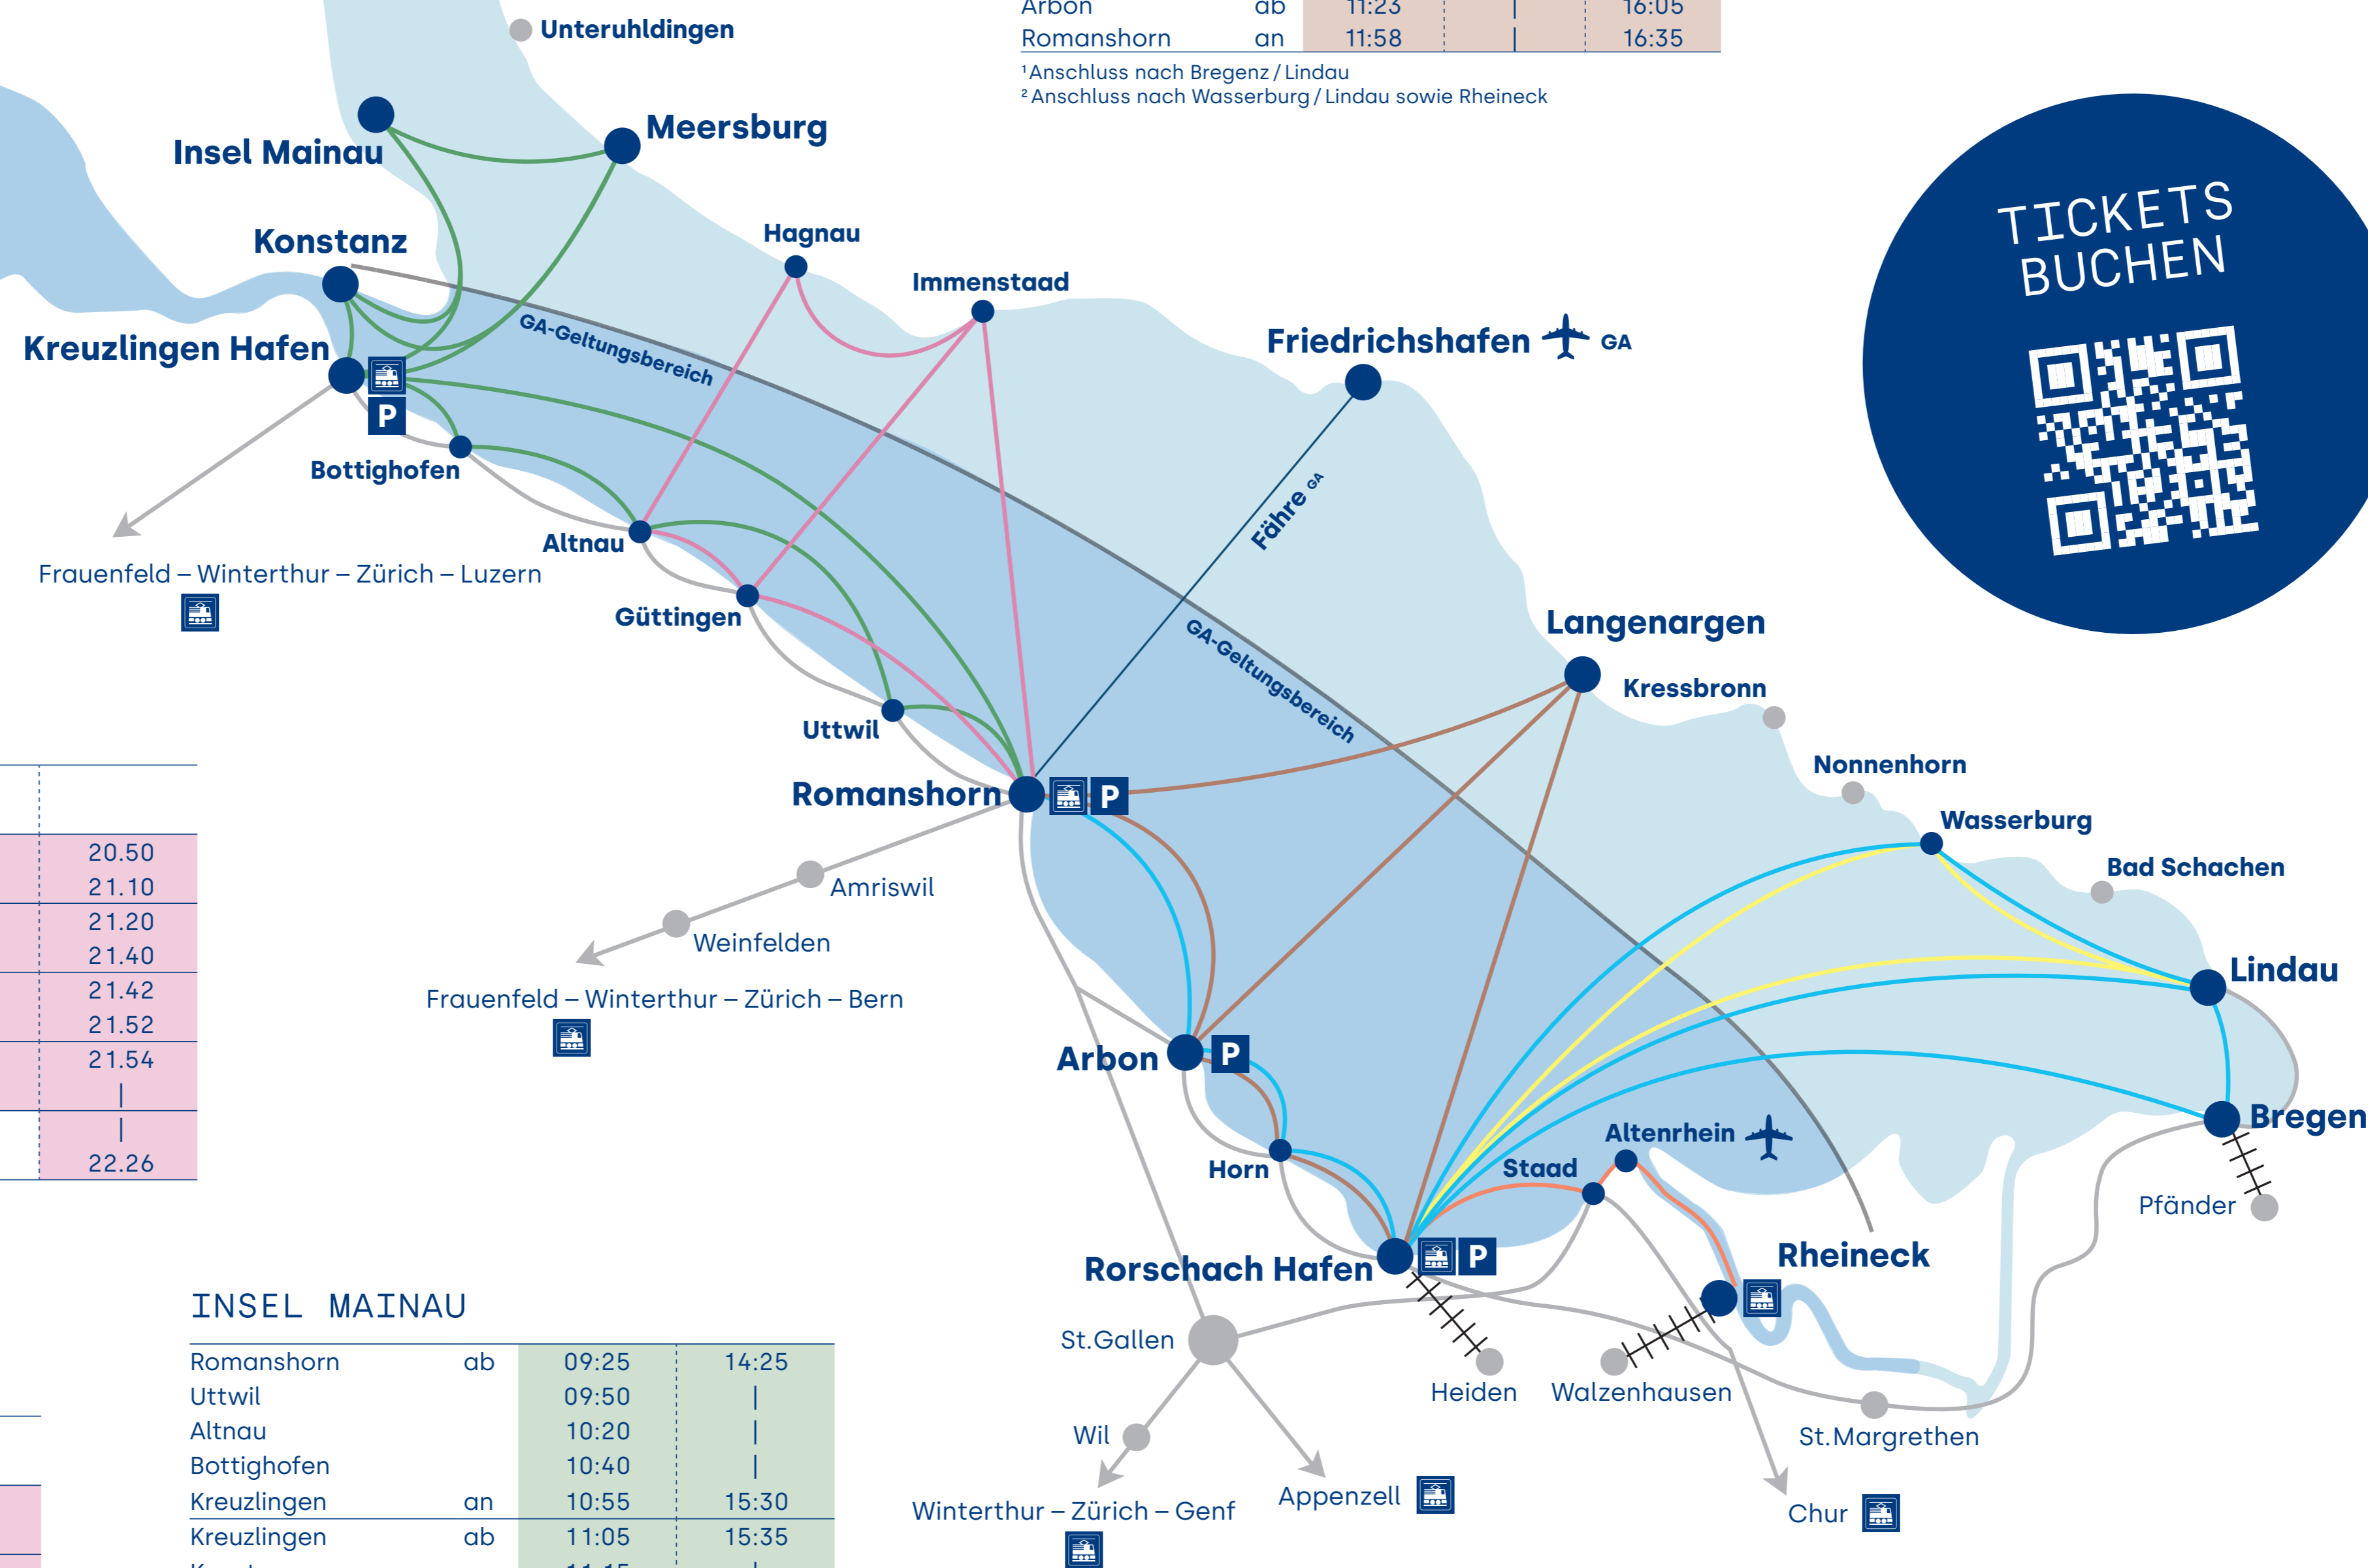 Arbon ab 11:23 | 16:05
Romanshorn an 11:58 | 16:35
¹Anschluss nach Bregenz / Lindau
²Anschluss nach Wasserburg / Lindau sowie Rheineck
Unteruhldingen
Insel Mainau
Meersburg
TICKETS
BUCHEN
Konstanz
Hagnau
Immenstaad
Kreuzlingen Hafen
P
GA-Geltungsbereich
Friedrichshafen GA
Bottighofen
Fähre GA
Altnau
Frauenfeld – Winterthur – Zürich – Luzern
Güttingen
GA-Geltungsbereich
Langenargen
Kressbronn
Uttwil
Nonnenhorn
Romanshorn P
Wasserburg
Bad Schachen
Amriswil
Weinfelden
Lindau
Frauenfeld – Winterthur – Zürich – Bern
20.50
21.10
21.20
21.40
21.42
21.52
21.54
|
|
22.26
Arbon P
Bregen
Altenrhein
Staad
Horn
Pfänder
Rheineck
Rorschach Hafen P
St.Gallen
Heiden
Walzenhausen
St.Margrethen
Wil
Appenzell
Winterthur – Zürich – Genf
Chur
INSEL MAINAU
Romanshorn ab 09:25 14:25
Uttwil 09:50 |
Altnau 10:20 |
Bottighofen 10:40 |
Kreuzlingen an 10:55 15:30
Kreuzlingen ab 11:05 15:35